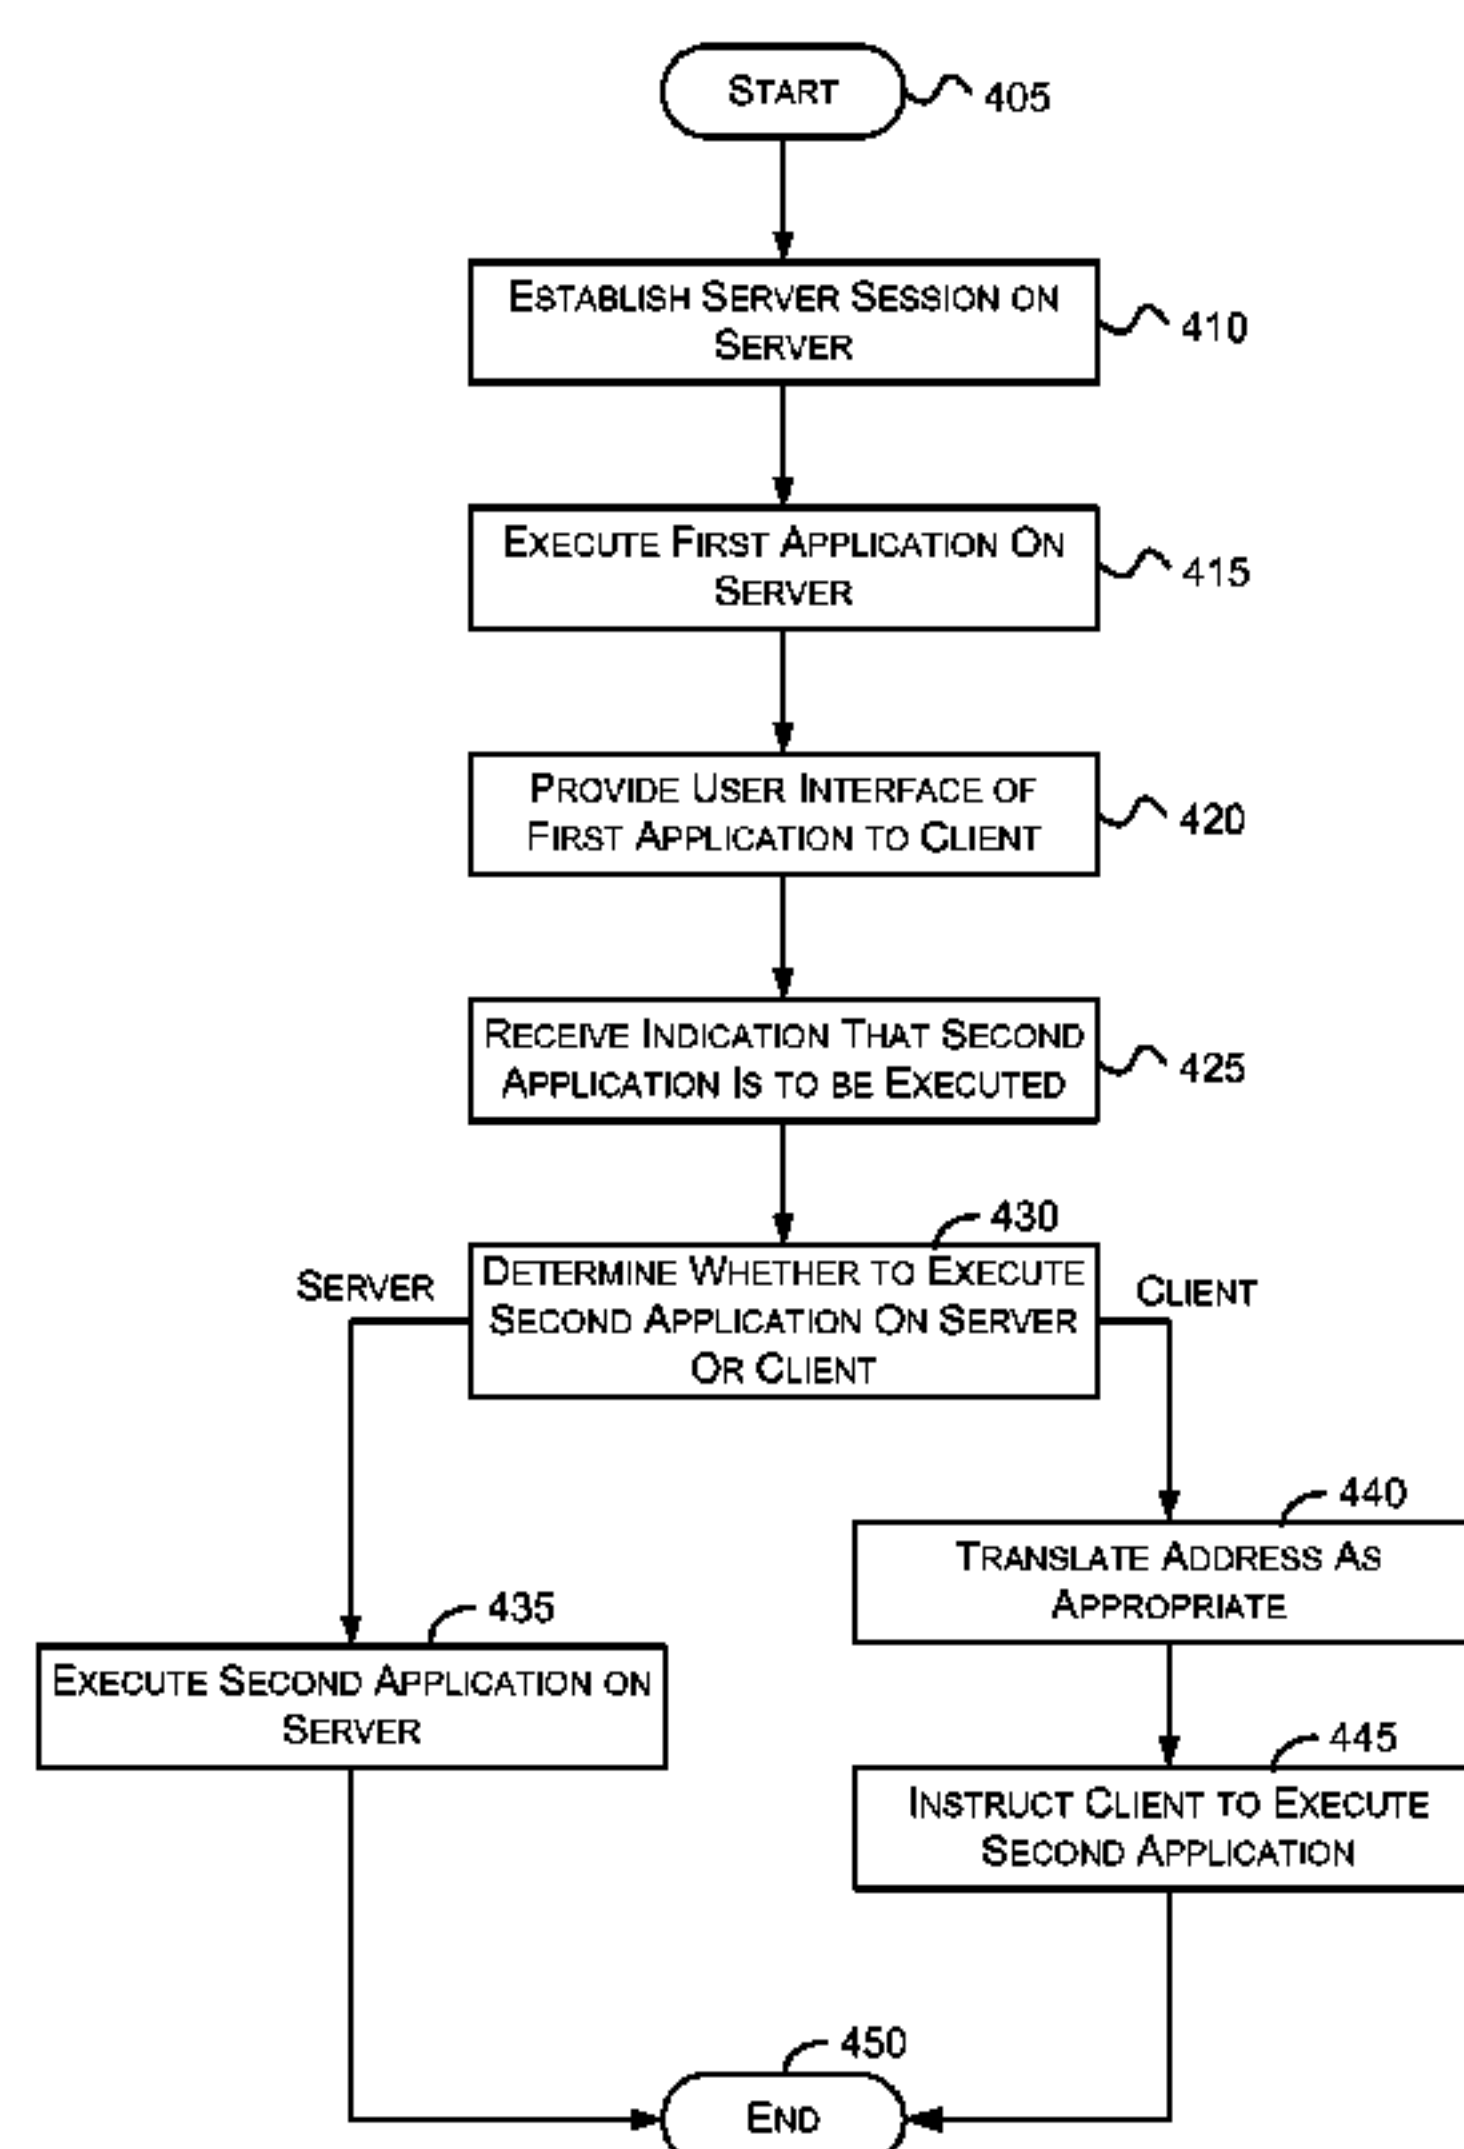 START
405
ESTABLISH SERVER SESSION ON
SERVER
410
EXECUTE FIRST APPLICATION ON
SERVER
415
PROVIDE USER INTERFACE OF
FIRST APPLICATION TO CLIENT
420
RECEIVE INDICATION THAT SECOND
APPLICATION IS TO BE EXECUTED
425
430
SERVER
DETERMINE WHETHER TO EXECUTE
SECOND APPLICATION ON SERVER
OR CLIENT
CLIENT
440
TRANSLATE ADDRESS AS
APPROPRIATE
435
EXECUTE SECOND APPLICATION ON
SERVER
445
INSTRUCT CLIENT TO EXECUTE
SECOND APPLICATION
450
END